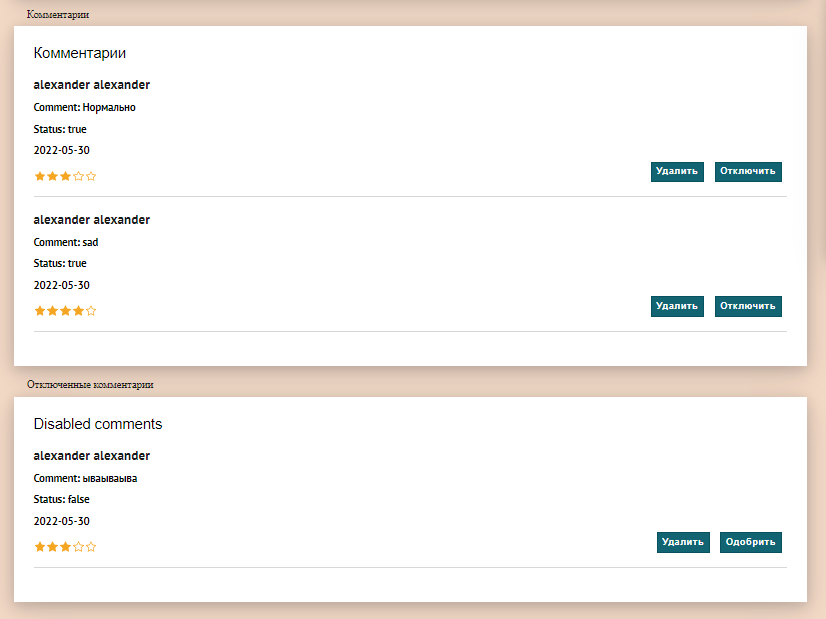 Комментарии
Комментарии
alexander alexander
Comment: Нормально
Status: true
2022-05-30
Удалить Отключить
alexander alexander
Comment: sad
Status: true
2022-05-30
Удалить Отключить
Отключенные комментарии
Disabled comments
alexander alexander
Comment: ываываыва
Status: false
2022-05-30
Удалить Одобрить